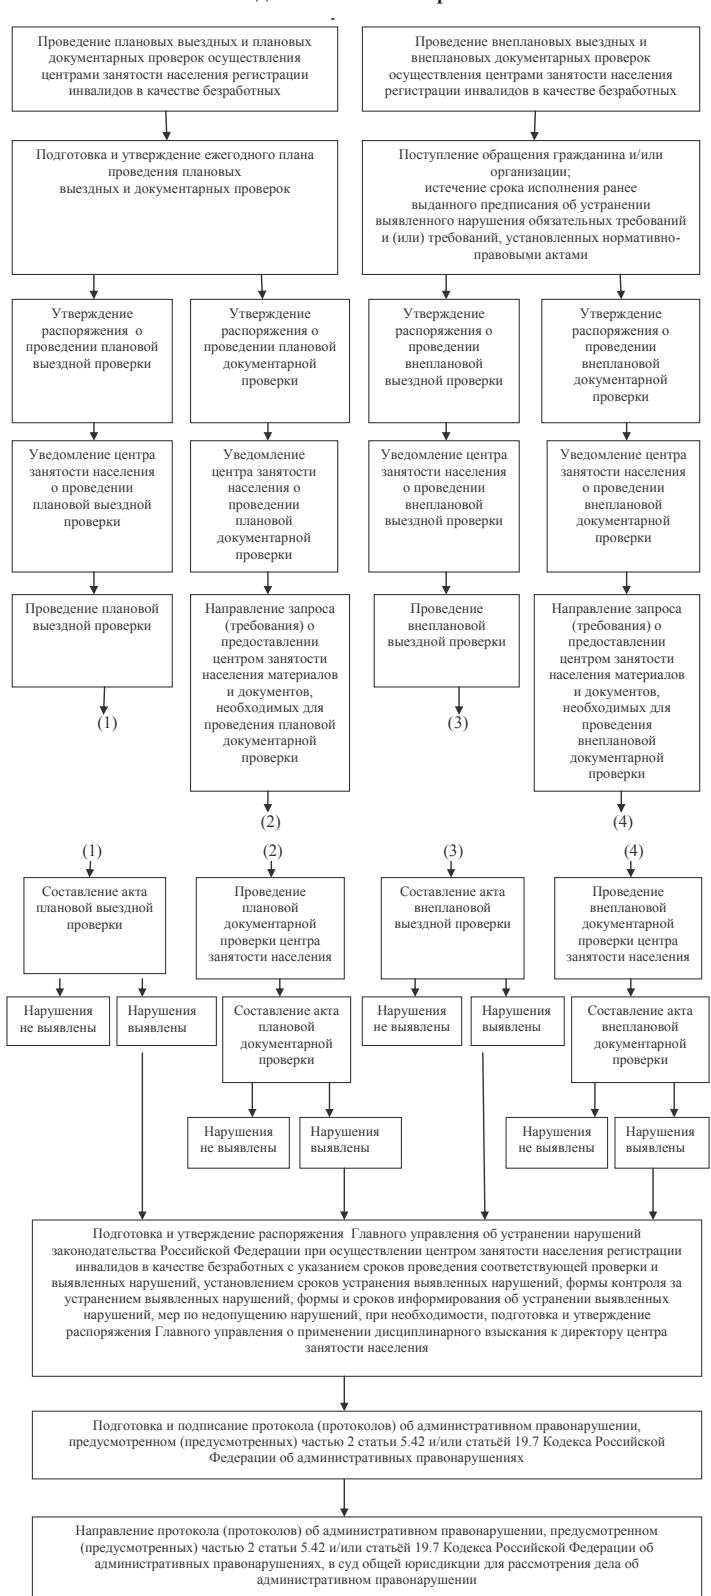 Проведение плановых выездных и плановых
документарных проверок осуществления
центрами занятости населения регистрации
инвалидов в качестве безработных
Проведение внеплановых выездных и
внеплановых документарных проверок
осуществления центрами занятости населения
регистрации инвалидов в качестве безработных
Подготовка и утверждение ежегодного плана
проведения плановых
выездных и документарных проверок
Поступление обращения гражданина и/или
организации;
истечение срока исполнения ранее
выданного предписания об устранении
выявленного нарушения обязательных требований
и (или) требований, установленных нормативно-
правовыми актами
Утверждение
распоряжения о
проведении плановой
выездной проверки
Утверждение
распоряжения о
проведении плановой
документарной
проверки
Утверждение
распоряжения о
проведении
внеплановой
выездной проверки
Утверждение
распоряжения о
проведении
внеплановой
документарной
проверки
Уведомление центра
занятости населения
о проведении
плановой выездной
проверки
Уведомление
центра занятости
населения о
проведении
плановой
документарной
проверки
Уведомление центра
занятости населения
о проведении
внеплановой
выездной проверки
Уведомление центра
занятости населения
о проведении
внеплановой
документарной
проверки
Проведение плановой
выездной проверки
Направление запроса
(требования) о
предоставлении
центром занятости
населения материалов
и документов,
необходимых для
проведения плановой
документарной
проверки
Проведение
внеплановой
выездной проверки
Направление запроса
(требования) о
предоставлении
центром занятости
населения материалов
и документов,
необходимых для
проведения
внеплановой
документарной
проверки
(1)
(3)
(2)
(4)
(1)
(2)
(3)
(4)
Составление акта
плановой выездной
проверки
Проведение
плановой
документарной
проверки центра
занятости населения
Составление акта
внеплановой
выездной проверки
Проведение
внеплановой
документарной
проверки центра
занятости населения
Нарушения
не выявлены
Нарушения
выявлены
Составление акта
плановой
документарной
проверки
Нарушения
не выявлены
Нарушения
выявлены
Составление акта
внеплановой
документарной
проверки
Нарушения
не выявлены
Нарушения
выявлены
Нарушения
не выявлены
Нарушения
выявлены
Подготовка и утверждение распоряжения Главного управления об устранении нарушений
законодательства Российской Федерации при осуществлении центром занятости населения регистрации
инвалидов в качестве безработных с указанием сроков проведения соответствующей проверки и
выявленных нарушений, установлением сроков устранения выявленных нарушений, формы контроля за
устранением выявленных нарушений, формы и сроков информирования об устранении выявленных
нарушений, мер по недопущению нарушений, при необходимости, подготовка и утверждение
распоряжения Главного управления о применении дисциплинарного взыскания к директору центра
занятости населения
Подготовка и подписание протокола (протоколов) об административном правонарушении,
предусмотренном (предусмотренных) частью 2 статьи 5.42 и/или статьёй 19.7 Кодекса Российской
Федерации об административных правонарушениях
Направление протокола (протоколов) об административном правонарушении, предусмотренном
(предусмотренных) частью 2 статьи 5.42 и/или статьёй 19.7 Кодекса Российской Федерации об
административных правонарушениях, в суд общей юрисдикции для рассмотрения дела об
административном правонарушении